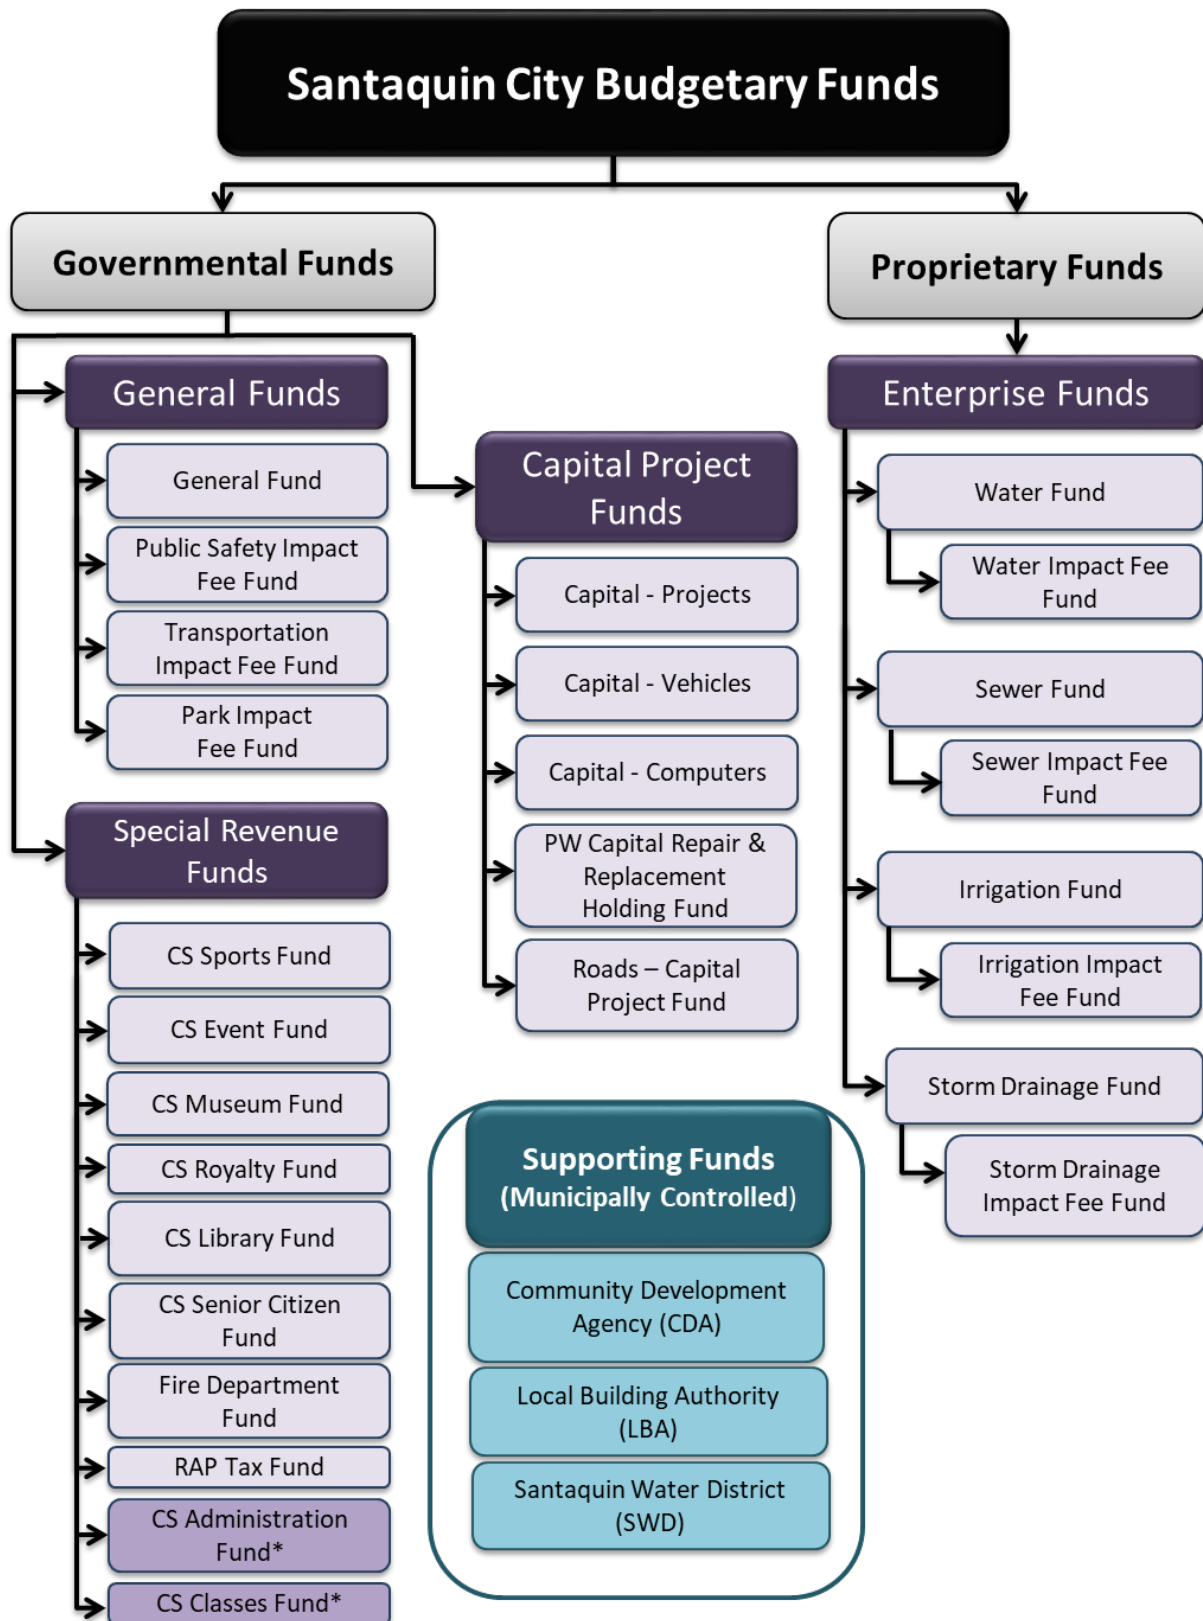 Santaquin City Budgetary Funds
Governmental Funds
General Funds
General Fund
Public Safety Impact
Fee Fund
Transportation
Impact Fee Fund
Park Impact
Fee Fund
Special Revenue
Funds
CS Sports Fund
CS Event Fund
CS Museum Fund
CS Royalty Fund
CS Library Fund
CS Senior Citizen
Fund
Fire Department
Fund
RAP Tax Fund
CS Administration
Fund*
CS Classes Fund*
Capital Project
Funds
Capital - Projects
Capital - Vehicles
Capital - Computers
PW Capital Repair &
Replacement
Holding Fund
Roads – Capital
Project Fund
Supporting Funds
(Municipally Controlled)
Community Development
Agency (CDA)
Local Building Authority
(LBA)
Santaquin Water District
(SWD)
Proprietary Funds
Enterprise Funds
Water Fund
Water Impact Fee
Fund
Sewer Fund
Sewer Impact Fee
Fund
Irrigation Fund
Irrigation Impact
Fee Fund
Storm Drainage Fund
Storm Drainage
Impact Fee Fund